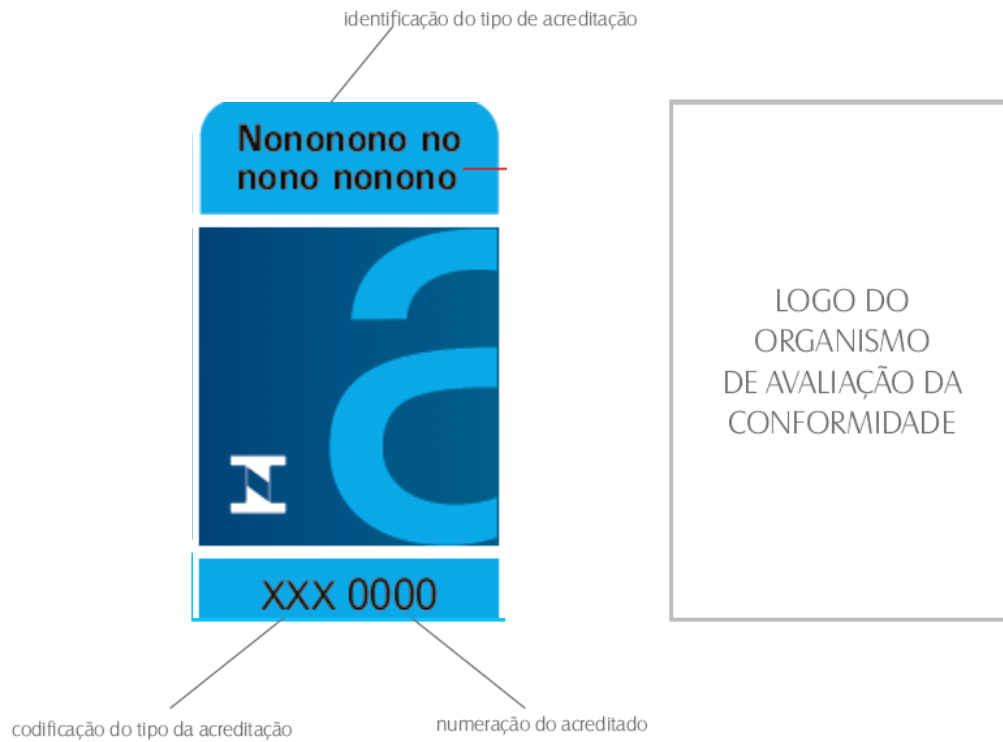 identificação do tipo de acreditação
Nononono no
nono nonono
LOGO DO
ORGANISMO
DE AVALIAÇÃO DA
CONFORMIDADE
XXX 0000
codificação do tipo da acreditação
numeração do acreditado